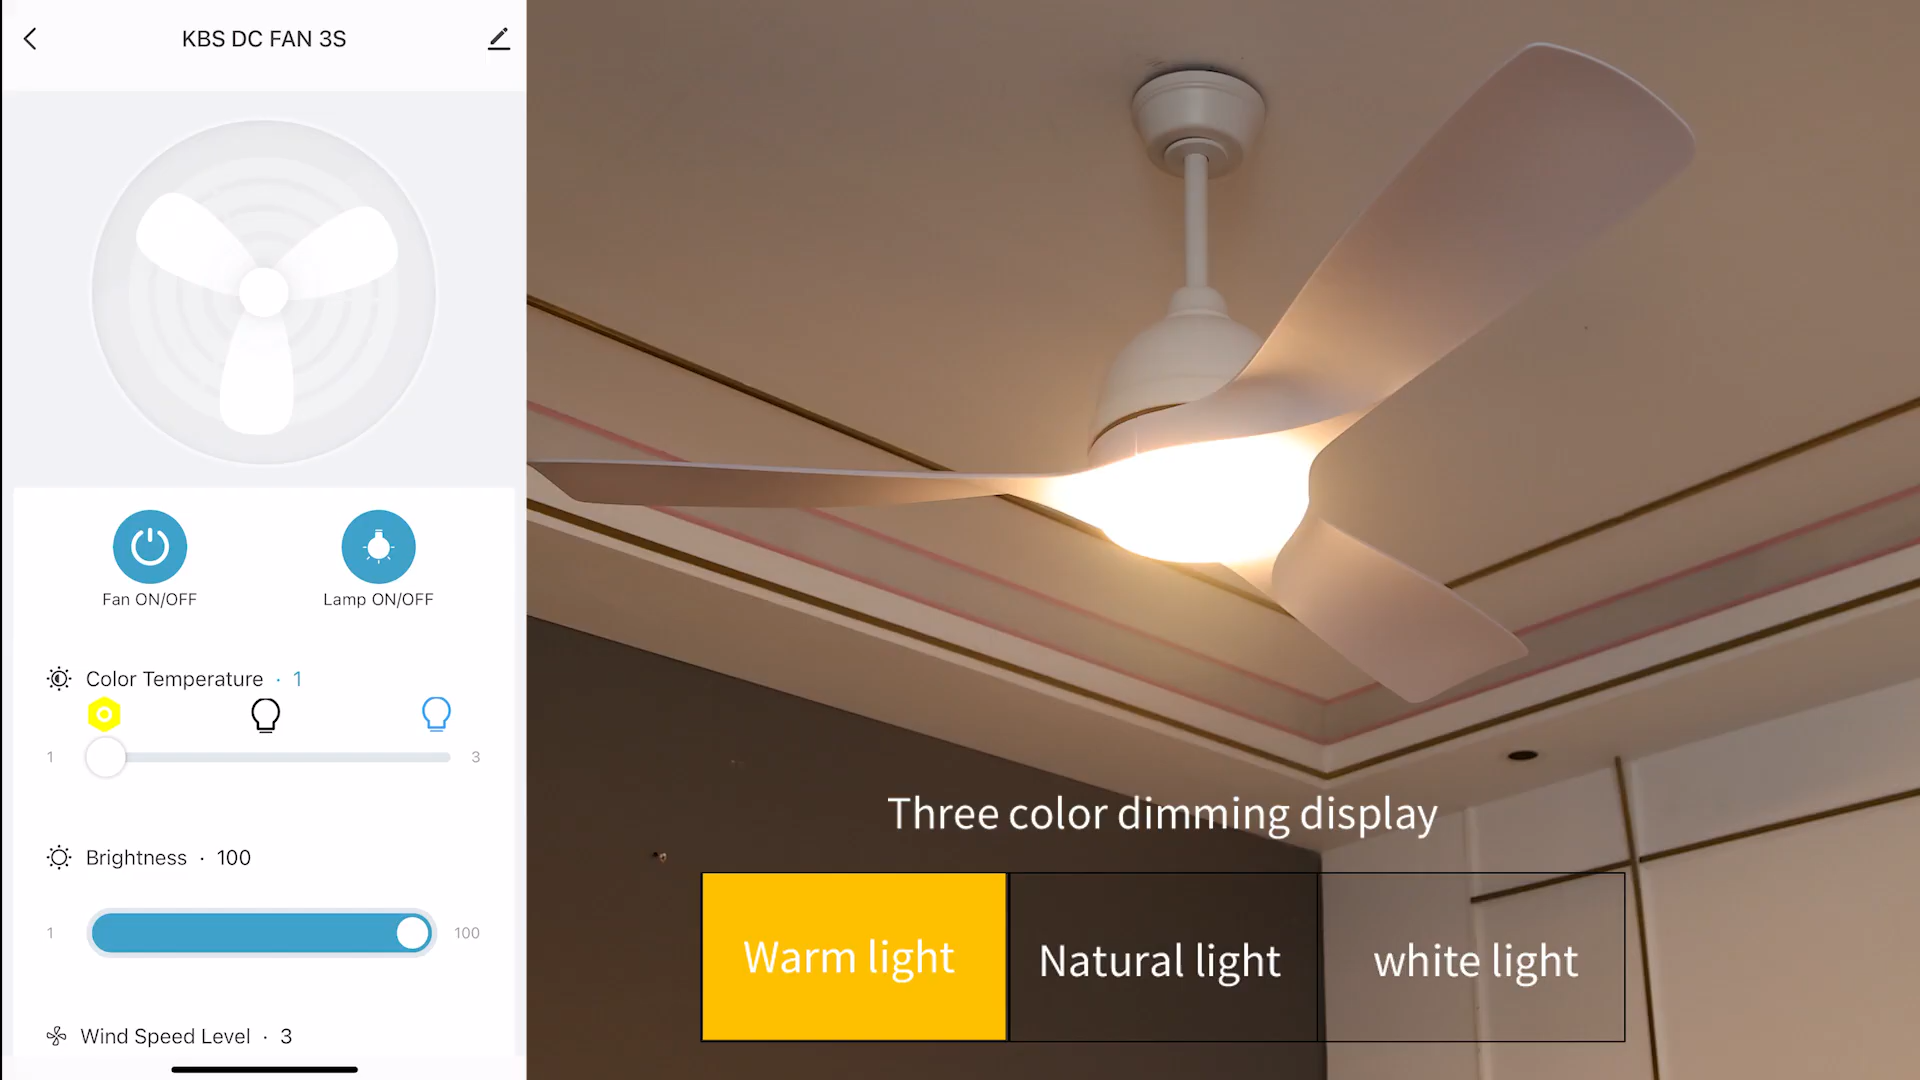 KBS DC FAN 3S
Fan ON/OFF
Lamp ON/OFF
Color Temperature · 1
1
3
Brightness · 100
1
100
Wind Speed Level · 3
Three color dimming display
Warm light
Natural light
white light